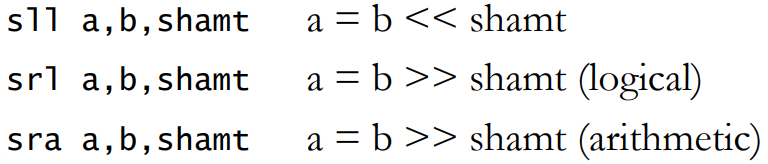 sll a,b,shamt a = b << shamt
srl a,b,shamt a = b >> shamt (logical)
sra a,b,shamt a = b >> shamt (arithmetic)